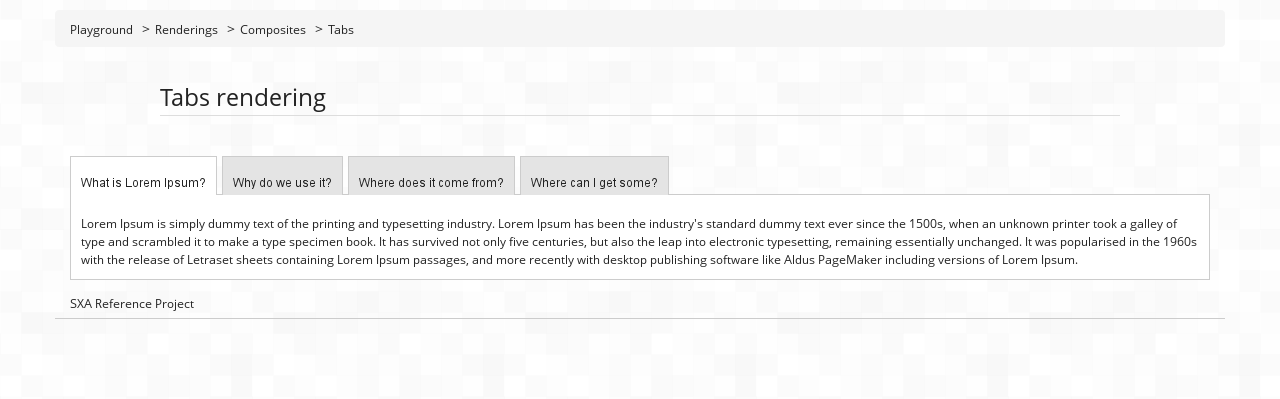 Playground > Renderings > Composites > Tabs
Tabs rendering
What is Lorem Ipsum? Why do we use it? Where does it come from? Where can I get some?
Lorem Ipsum is simply dummy text of the printing and typesetting industry. Lorem Ipsum has been the industry's standard dummy text ever since the 1500s, when an unknown printer took a galley of
type and scrambled it to make a type specimen book. It has survived not only five centuries, but also the leap into electronic typesetting, remaining essentially unchanged. It was popularised in the 1960s
with the release of Letraset sheets containing Lorem Ipsum passages, and more recently with desktop publishing software like Aldus PageMaker including versions of Lorem Ipsum.
SXA Reference Project